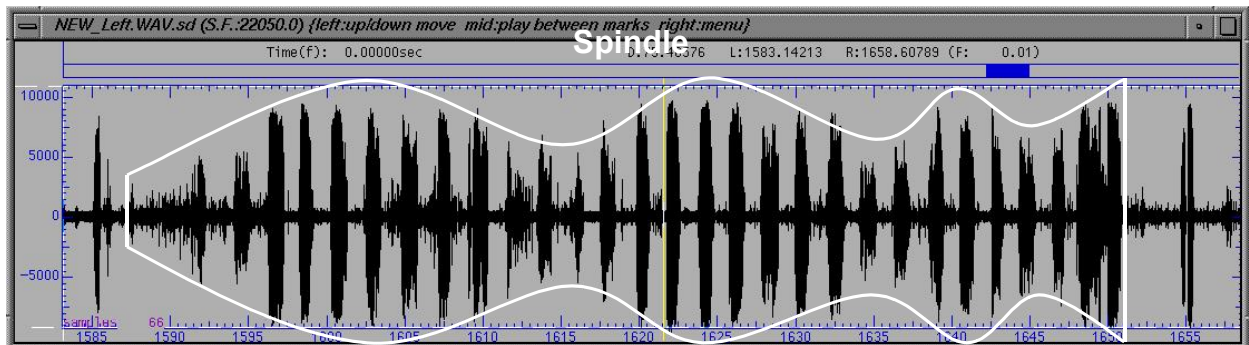 NEW_Left.WAV.sd (S.F.:22050.0) {left:up/down move mid:play between marks right:menu}
Spindle
Time(f): 0.00000sec L:1583.14213 R:1658.60789 (F: 0.01)
10000
5000
0
-5000
samples 66
1585 1590 1595 1600 1605 1610 1615 1620 1625 1630 1635 1640 1645 1650 1655